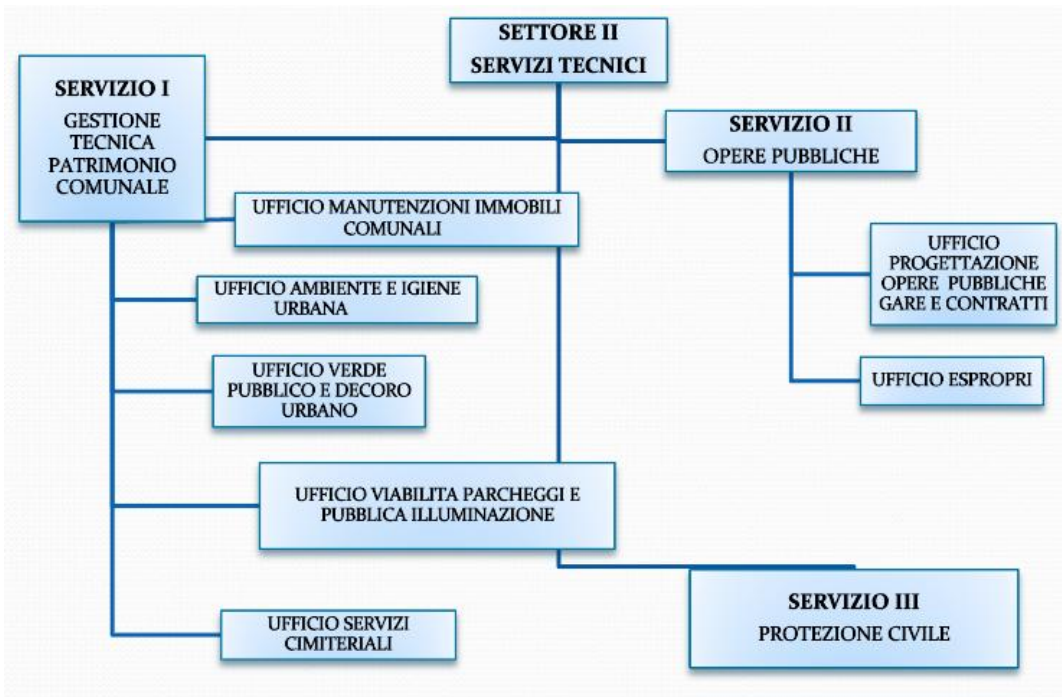 SETTORE II
SERVIZI TECNICI
SERVIZIO I
GESTIONE
TECNICA
PATRIMONIO
COMUNALE
SERVIZIO II
OPERE PUBBLICHE
UFFICIO MANUTENZIONI IMMOBILI
COMUNALI
UFFICIO AMBIENTE E IGIENE
URBANA
UFFICIO VERDE
PUBBLICO E DECORO
URBANO
UFFICIO VIABILITA PARCHEGGI E
PUBBLICA ILLUMINAZIONE
UFFICIO SERVIZI
CIMITERIALI
UFFICIO
PROGETTAZIONE
OPERE PUBBLICHE
GARE E CONTRATTI
UFFICIO ESPROPRI
SERVIZIO III
PROTEZIONE CIVILE